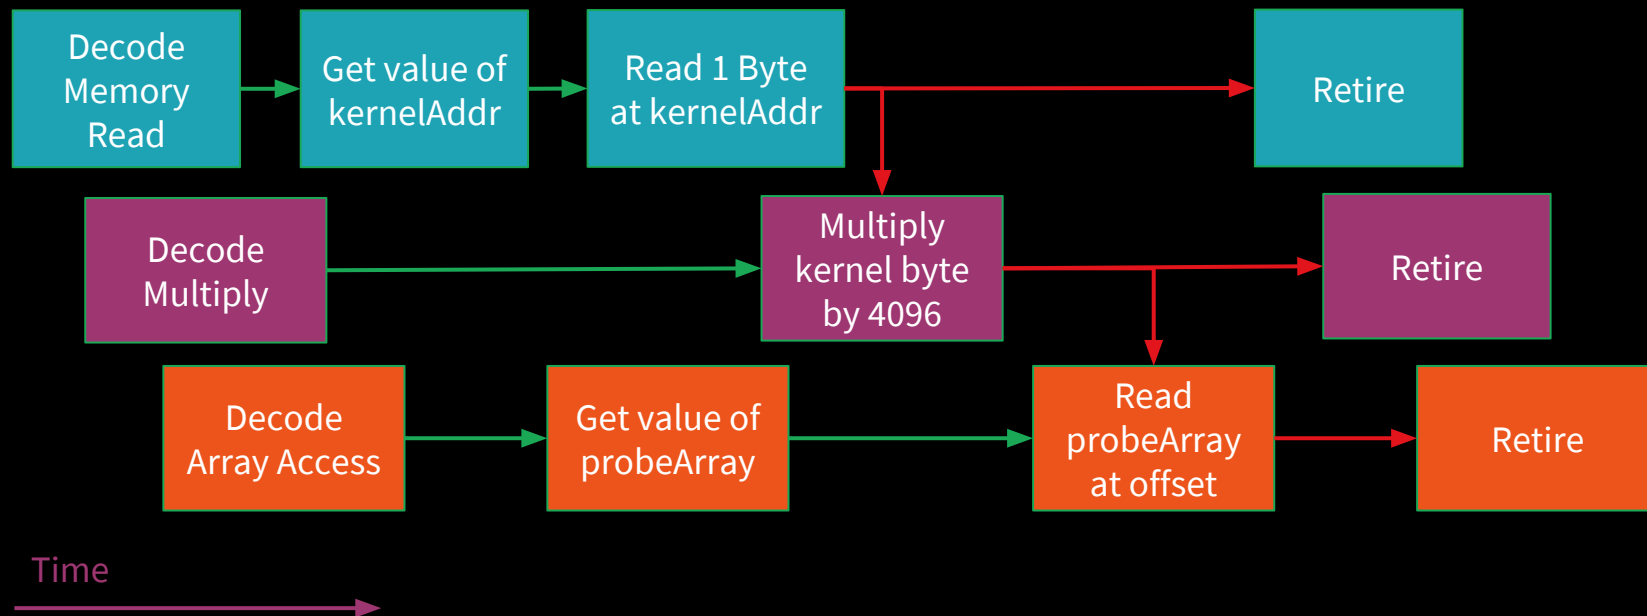 Decode
Memory
Read
Get value of
kernelAddr
Read 1 Byte
at kernelAddr
Retire
Decode
Multiply
Multiply
kernel byte
by 4096
Retire
Decode
Array Access
Get value of
probeArray
Read
probeArray
at offset
Retire
Time